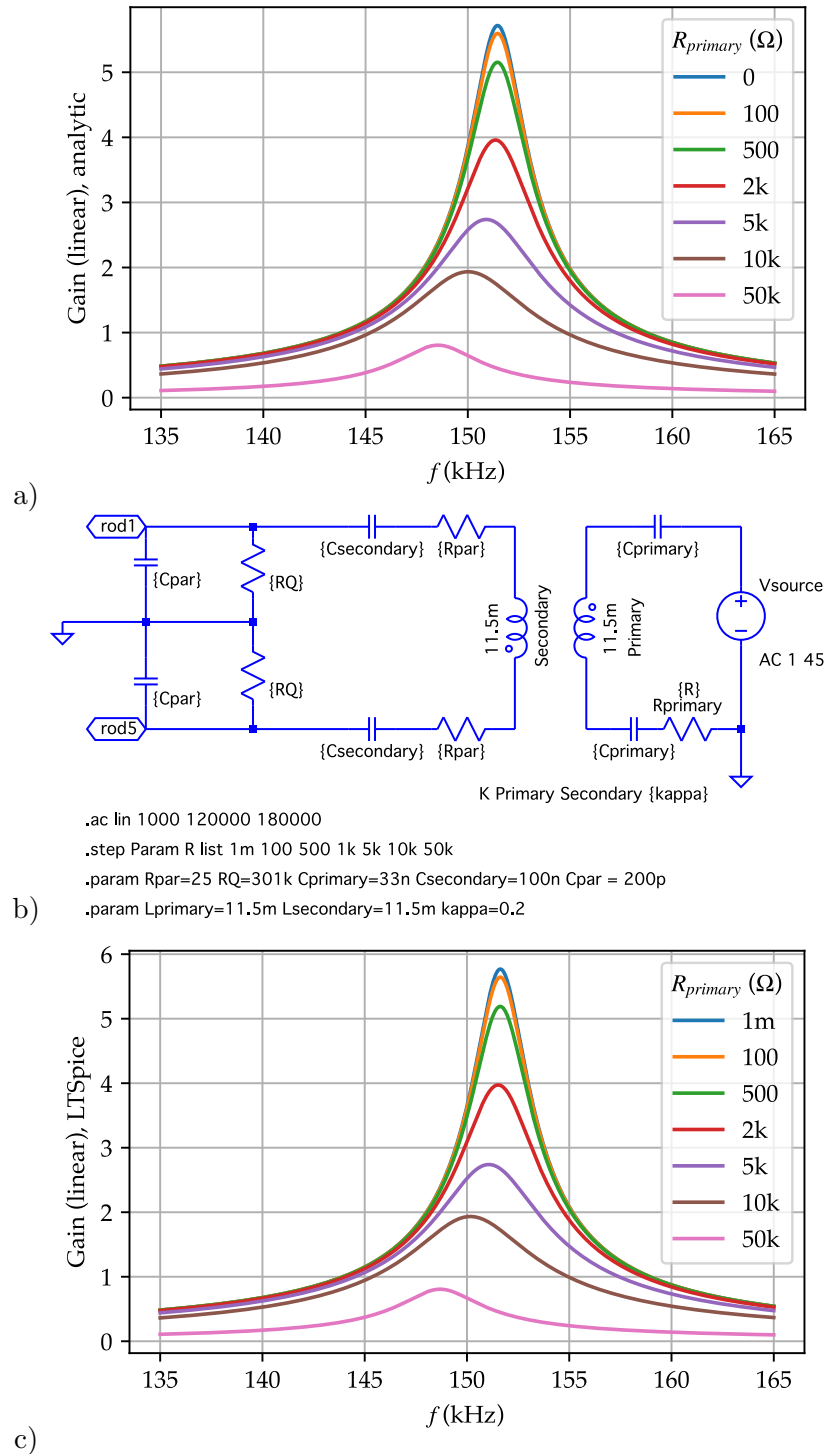 Gain (linear), analytic
5
4
3
2
1
0
R_primary (Ω)
0
100
500
2k
5k
10k
50k
135 140 145 150 155 160 165
f (kHz)
a)
rod1
{Cpar}
{RQ}
{Csecondary}
{Rpar}
{Cprimary}
Vsource
11.5m
Secondary
11.5m
Primary
AC 1 45
{Cpar}
{RQ}
{R}
Rprimary
rod5
{Csecondary}
{Rpar}
{Cprimary}
K Primary Secondary {kappa}
.ac lin 1000 120000 180000
.step Param R list 1m 100 500 1k 5k 10k 50k
.param Rpar=25 RQ=301k Cprimary=33n Csecondary=100n Cpar = 200p
b)
.param Lprimary=11.5m Lsecondary=11.5m kappa=0.2
Gain (linear), LTSpice
6
5
4
3
2
1
0
R_primary (Ω)
1m
100
500
2k
5k
10k
50k
135 140 145 150 155 160 165
f (kHz)
c)